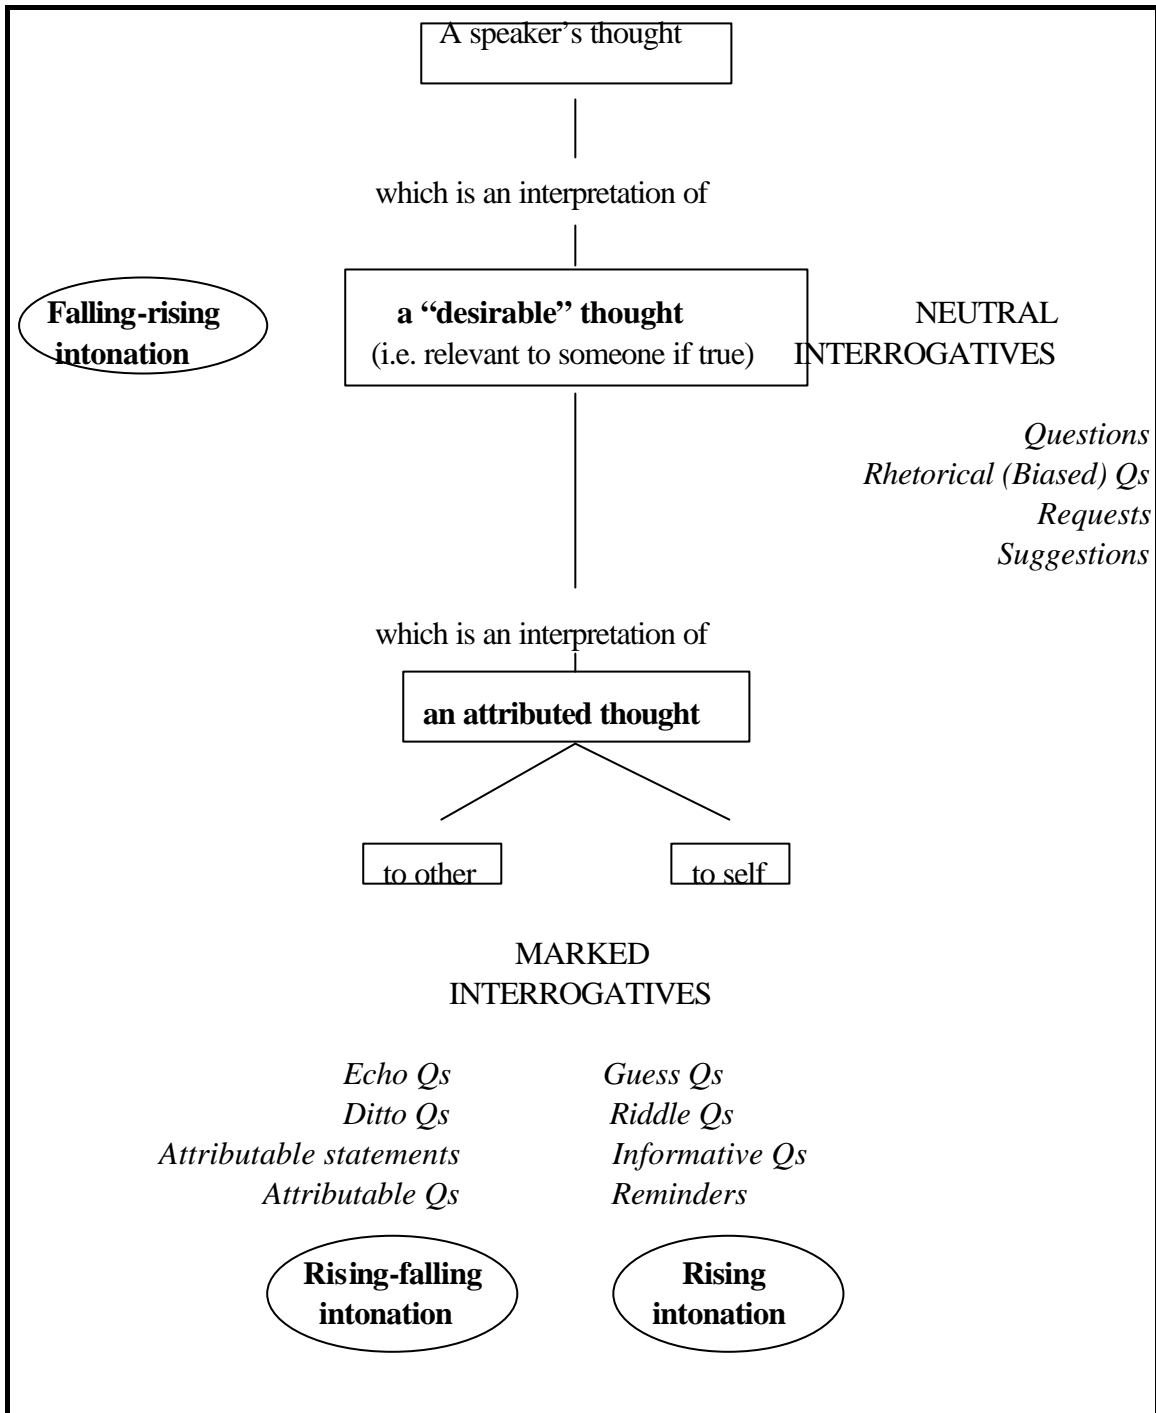 A speaker’s thought
which is an interpretation of
Falling-rising
intonation
a “desirable” thought
(i.e. relevant to someone if true)
NEUTRAL
INTERROGATIVES
Questions
Rhetorical (Biased) Qs
Requests
Suggestions
which is an interpretation of
an attributed thought
to other
to self
MARKED
INTERROGATIVES
Echo Qs
Ditto Qs
Attributable statements
Attributable Qs
Guess Qs
Riddle Qs
Informative Qs
Reminders
Rising-falling
intonation
Rising
intonation